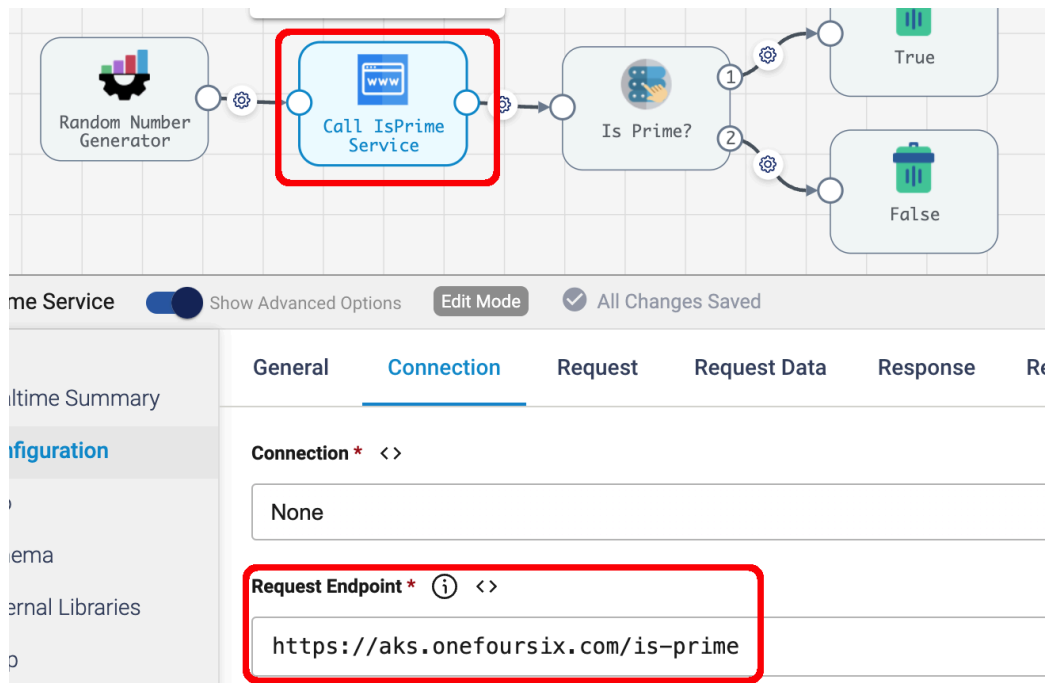 Random Number
Generator
www
Call IsPrime
Service
Is Prime?
1
2
True
False
me Service
Show Advanced Options
Edit Mode
All Changes Saved
ltime Summary
nfiguration
ema
ernal Libraries
p
General
Connection
Request
Request Data
Response
Re
Connection * <>
None
Request Endpoint * i <>
https://aks.onefoursix.com/is-prime